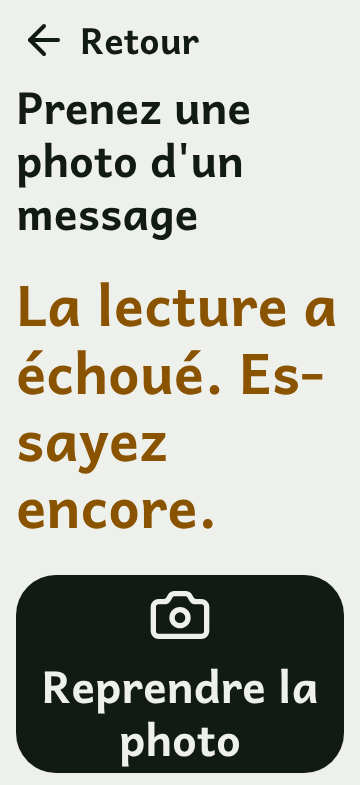 Retour
Prenez une
photo d'un
message
La lecture a
échoué. Es-
sayez
encore.
Reprendre la
photo